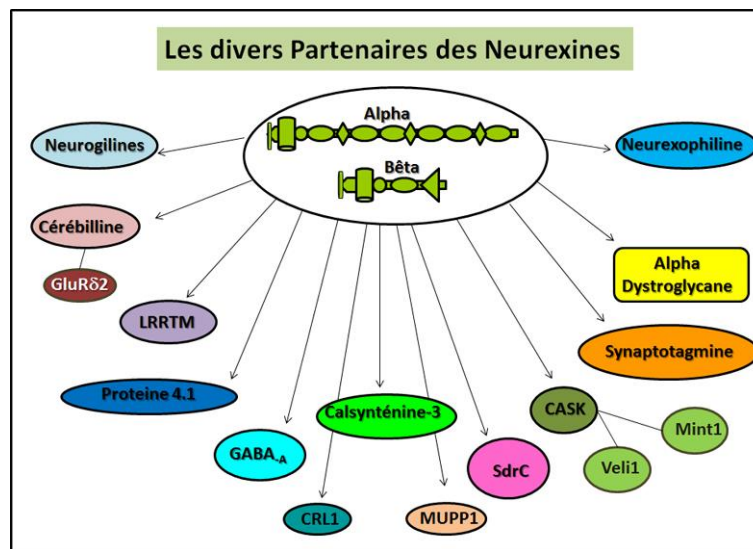 Les divers Partenaires des Neurexines
Alpha
Bêta
Neurogilines
Neurexophiline
Cérébilline
GluRδ2
Alpha
Dystroglycane
LRRTM
Synaptotagmine
Proteine 4.1
Calsynténine-3
CASK
Mint1
GABA-A
SdrC
Veli1
CRL1
MUPP1